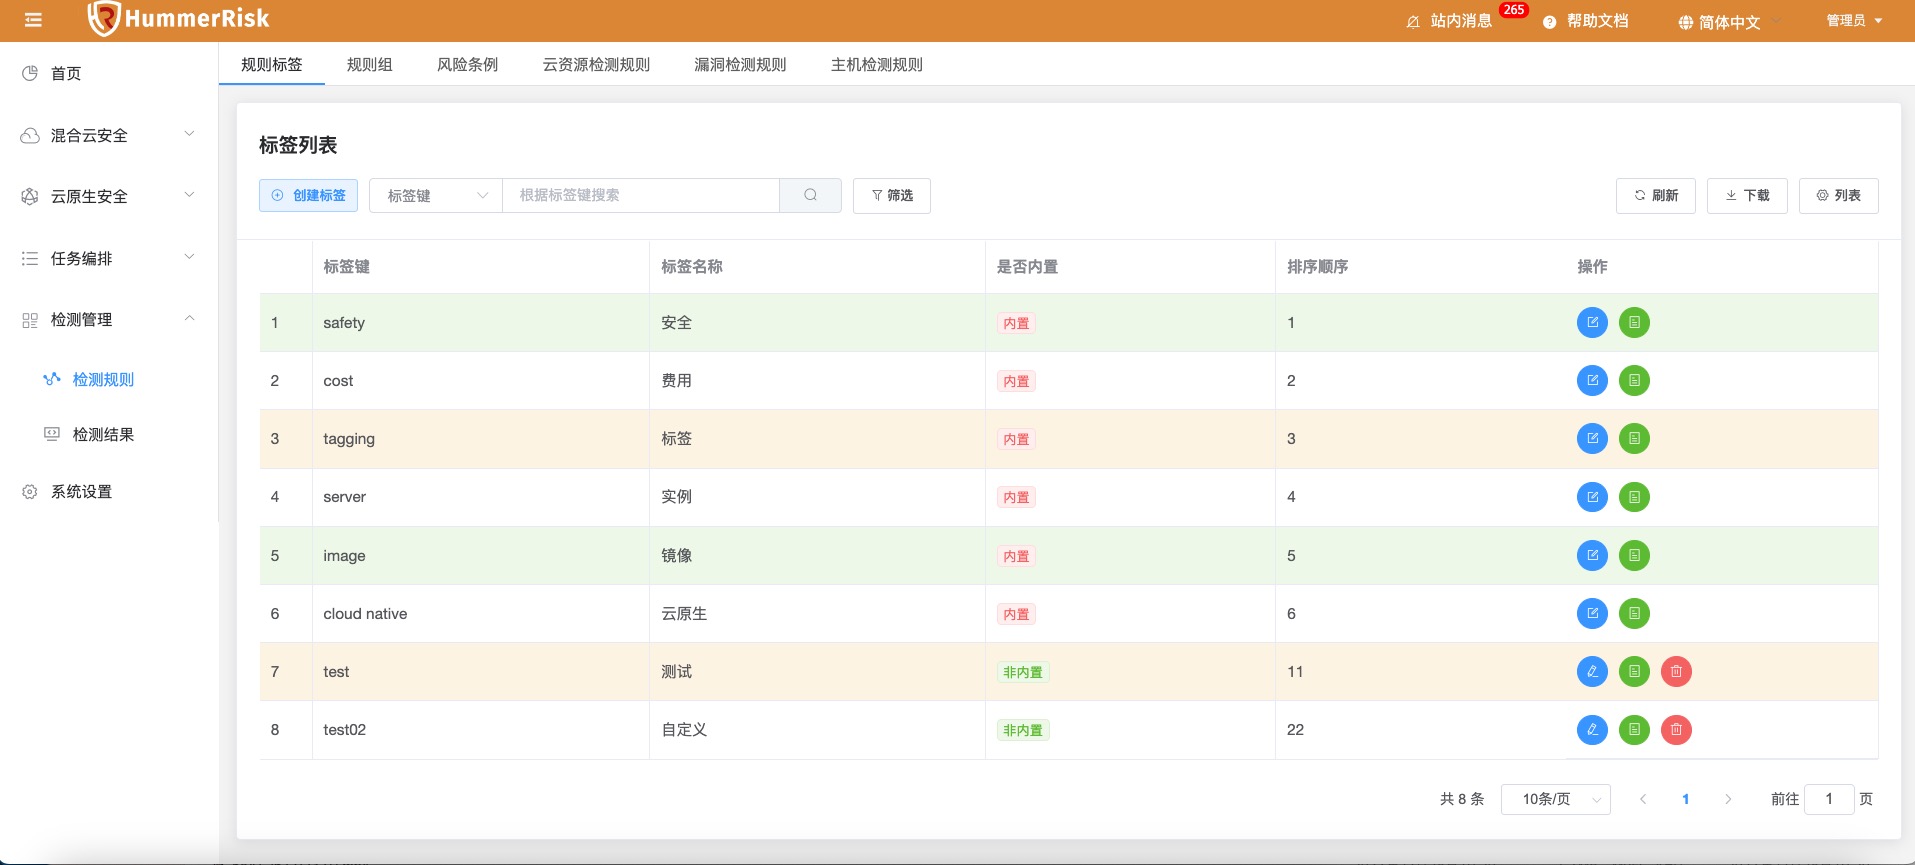 HummerRisk
站内消息 265 帮助文档 简体中文 管理员
首页
混合云安全
云原生安全
任务编排
检测管理
检测规则
检测结果
系统设置
规则标签 规则组 风险条例 云资源检测规则 漏洞检测规则 主机检测规则
标签列表
创建标签 标签键 根据标签键搜索 筛选 刷新 下载 列表
标签键 标签名称 是否内置 排序顺序 操作
1 safety 安全 内置 1
2 cost 费用 内置 2
3 tagging 标签 内置 3
4 server 实例 内置 4
5 image 镜像 内置 5
6 cloud native 云原生 内置 6
7 test 测试 非内置 11
8 test02 自定义 非内置 22
共 8 条 10条/页 1 前往 1 页